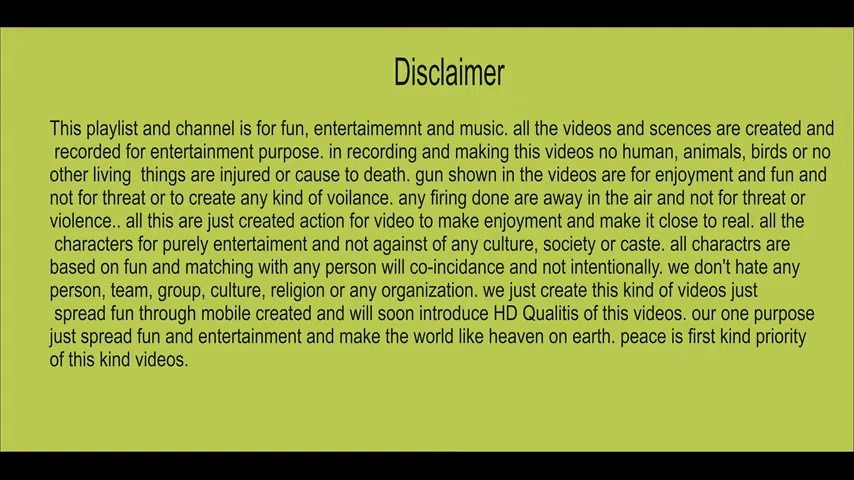 Disclaimer
This playlist and channel is for fun, entertaimemnt and music. all the videos and scences are created and
recorded for entertainment purpose. in recording and making this videos no human, animals, birds or no
other living things are injured or cause to death. gun shown in the videos are for enjoyment and fun and
not for threat or to create any kind of voilance. any firing done are away in the air and not for threat or
violence.. all this are just created action for video to make enjoyment and make it close to real. all the
characters for purely entertaiment and not against of any culture, society or caste. all charactrs are
based on fun and matching with any person will co-incidance and not intentionally. we don't hate any
person, team, group, culture, religion or any organization. we just create this kind of videos just
spread fun through mobile created and will soon introduce HD Qualitis of this videos. our one purpose
just spread fun and entertainment and make the world like heaven on earth. peace is first kind priority
of this kind videos.